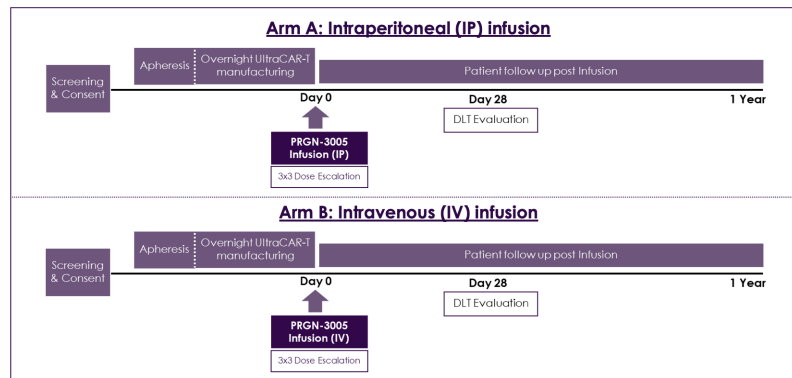 Arm A: Intraperitoneal (IP) infusion
Screening
& Consent
Apheresis
Overnight UltraCAR-T
manufacturing
Patient follow up post Infusion
Day 0
Day 28
1 Year
DLT Evaluation
PRGN-3005
Infusion (IP)
3x3 Dose Escalation
Arm B: Intravenous (IV) infusion
Screening
& Consent
Apheresis
Overnight UltraCAR-T
manufacturing
Patient follow up post Infusion
Day 0
Day 28
1 Year
DLT Evaluation
PRGN-3005
Infusion (IV)
3x3 Dose Escalation